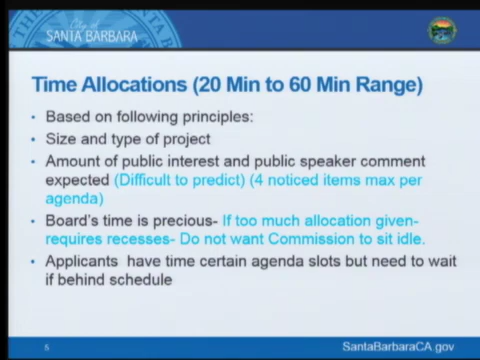 City of
SANTA BARBARA
Time Allocations (20 Min to 60 Min Range)
• Based on following principles:
• Size and type of project
• Amount of public interest and public speaker comment
expected (Difficult to predict) (4 noticed items max per
agenda)
• Board's time is precious- If too much allocation given-
requires recesses- Do not want Commission to sit idle.
• Applicants have time certain agenda slots but need to wait
if behind schedule
5
SantaBarbaraCA.gov